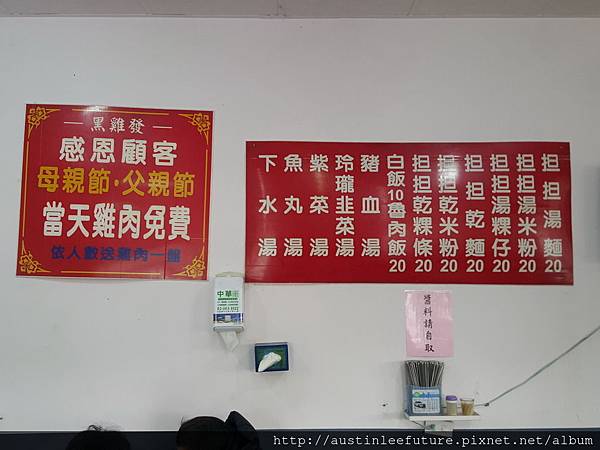 黑雞發
感恩顧客
母親節・父親節
當天雞肉免費
依人數送雞肉一盤
担担湯麵20
担担湯米粉20
担担湯粿仔20
担担乾麵20
担担乾米粉20
担担乾粿條20
白飯10魯肉飯20
豬血湯
玲瓏韭菜湯
紫菜湯
魚丸湯
下水湯
中華
醬料請自取
http://austinleefuture.pixnet.net/album